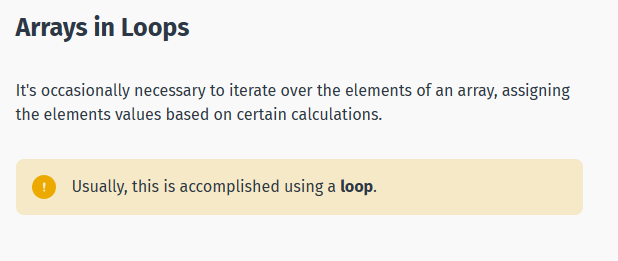 Arrays in Loops
It's occasionally necessary to iterate over the elements of an array, assigning
the elements values based on certain calculations.
! Usually, this is accomplished using a loop.